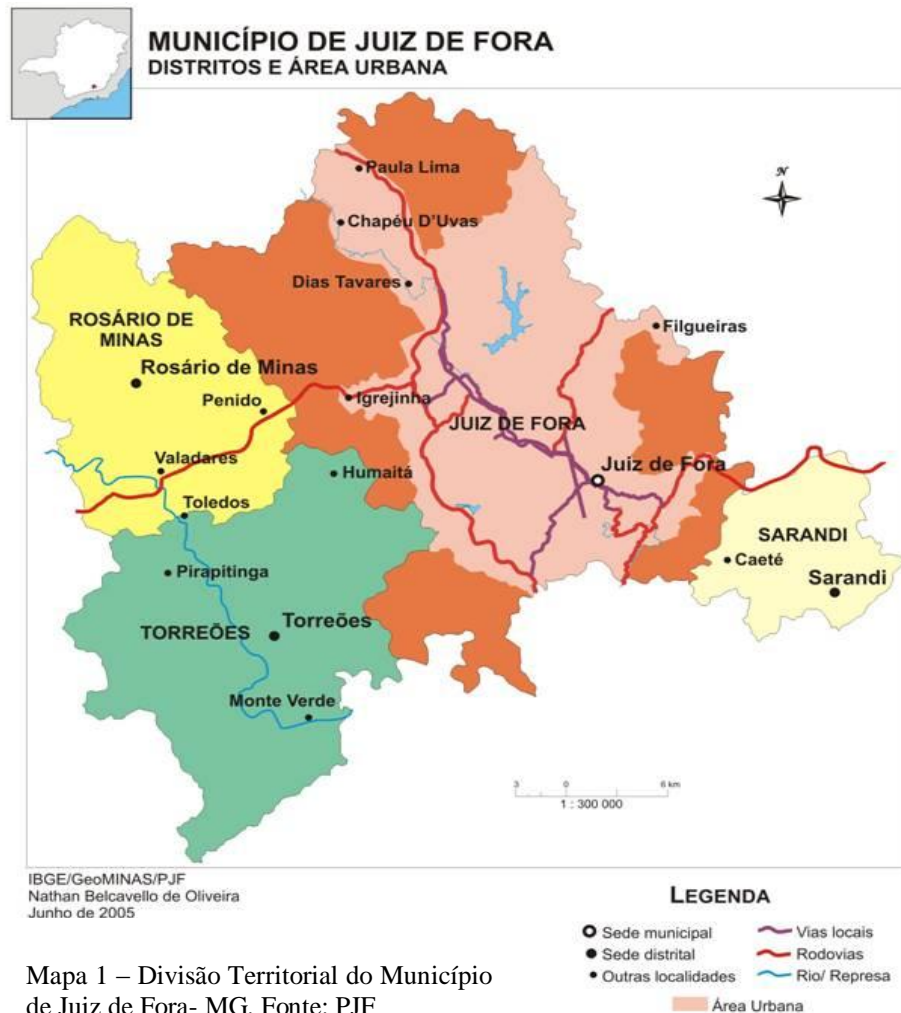 MUNICÍPIO DE JUIZ DE FORA
DISTRITOS E ÁREA URBANA
N
Paula Lima
Chapéu D'Uvas
Dias Tavares
Filgueiras
ROSÁRIO DE
MINAS
Rosário de Minas
Penido
Igrejinha
JUIZ DE FORA
Valadares
Humaitá
Juiz de Fora
Toledos
SARANDI
Pirapitinga
Caeté
Sarandi
TORREÕES
Torreões
Monte Verde
3 0 6 km
1 : 300 000
IBGE/GeoMINAS/PJF
Nathan Belcavello de Oliveira
Junho de 2005
LEGENDA
Sede municipal
Sede distrital
Outras localidades
Vias locais
Rodovias
Rio/ Represa
Área Urbana
Mapa 1 – Divisão Territorial do Município
de Juiz de Fora- MG. Fonte: PJF